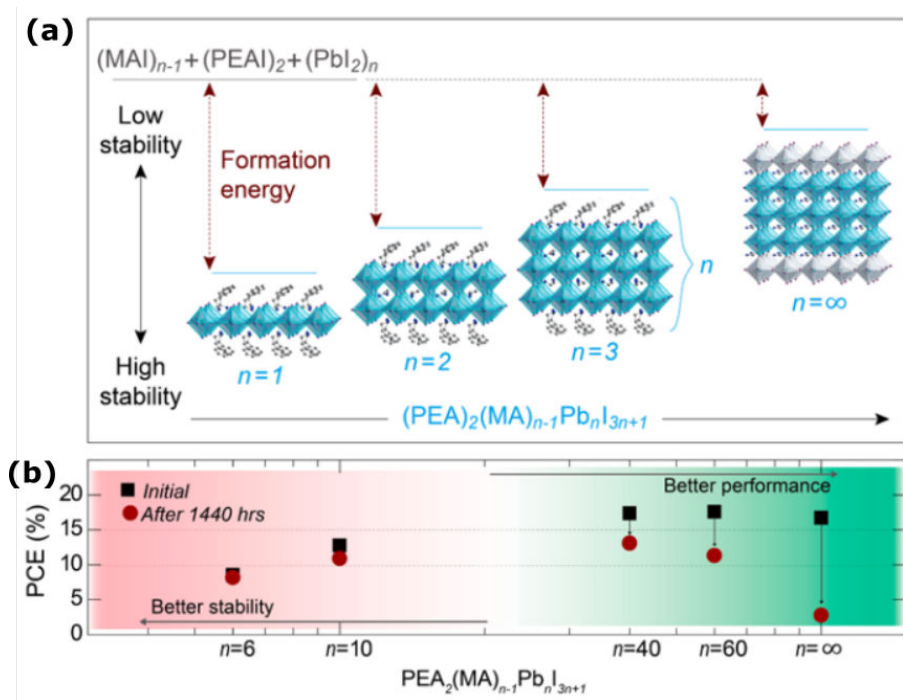 (a)
(MAI)n-1+(PEAI)2+(PbI2)n
Low
stability
Formation
energy
High
stability
n=1
n=2
n=3
n
n=∞
(PEA)2(MA)n-1PbnI3n+1
(b)
PCE (%)
20
15
10
5
0
Initial
After 1440 hrs
Better performance
Better stability
n=6
n=10
n=40
n=60
n=∞
PEA2(MA)n-1PbnI3n+1